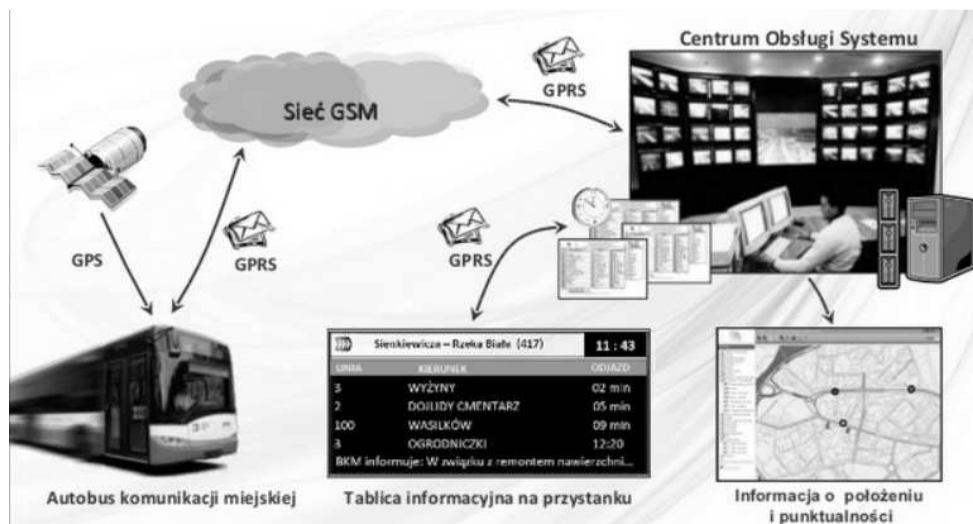 Centrum Obsługi Systemu
GPRS
Sieć GSM
GPS
GPRS
GPRS
Sienkiewicza – Rzeka Biała (417) 11 : 43
LINIA KIERUNEK ODJAZD
3 WYŻYNY 02 min
2 DOJLIDY CMENTARZ 05 min
100 WASILKÓW 09 min
3 OGRODNICZKI 12:20
BKM informuje: W związku z remontem nawierzchni...
Autobus komunikacji miejskiej
Tablica informacyjna na przystanku
Informacja o położeniu
i punktualności